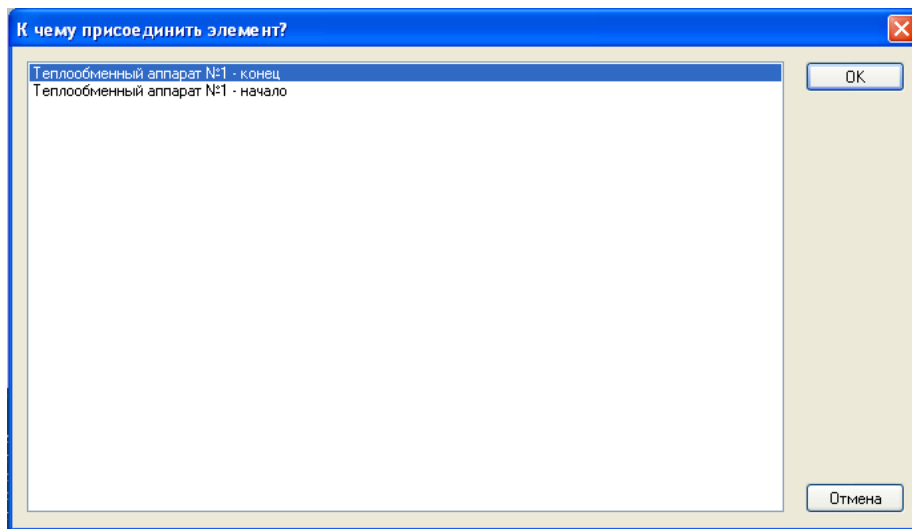 К чему присоединить элемент?
Теплообменный аппарат №1 - конец
Теплообменный аппарат №1 - начало
OK
Отмена